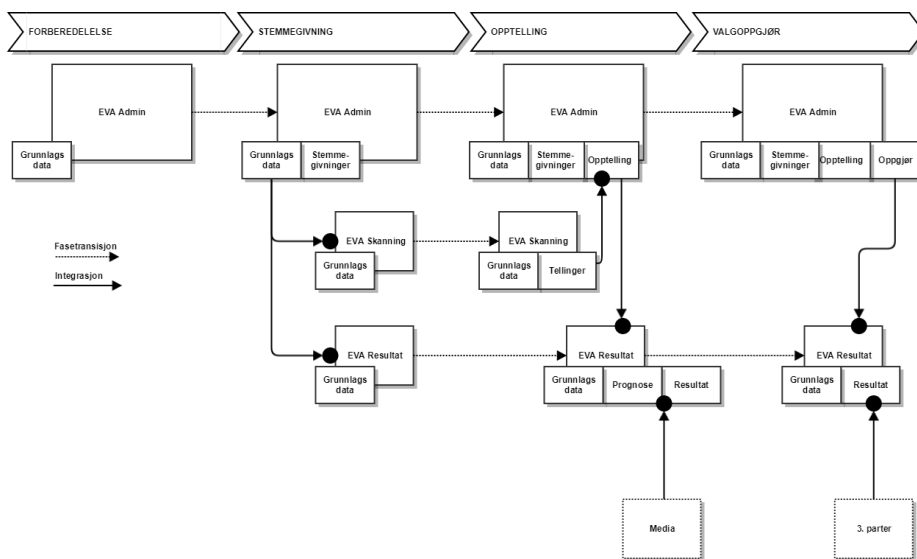 FORBEREDELELSE
STEMMEGIVNING
OPPTELLING
VALGOPPGJØR
EVA Admin
EVA Admin
EVA Admin
EVA Admin
Grunnlags
data
Grunnlags
data
Stemme-
givninger
Grunnlags
data
Stemme-
givninger
Opptelling
Grunnlags
data
Stemme-
givninger
Opptelling
Oppgjør
EVA Skanning
Grunnlags
data
EVA Skanning
Grunnlags
data
Tellinger
Fasetransisjon
Integrasjon
EVA Resultat
Grunnlags
data
EVA Resultat
Grunnlags
data
Prognose
Resultat
EVA Resultat
Grunnlags
data
Resultat
Media
3. parter